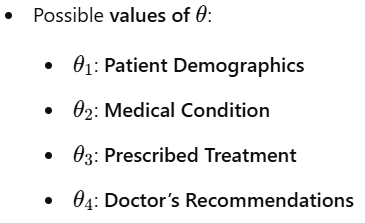 • Possible values of θ:
• θ₁: Patient Demographics
• θ₂: Medical Condition
• θ₃: Prescribed Treatment
• θ₄: Doctor’s Recommendations